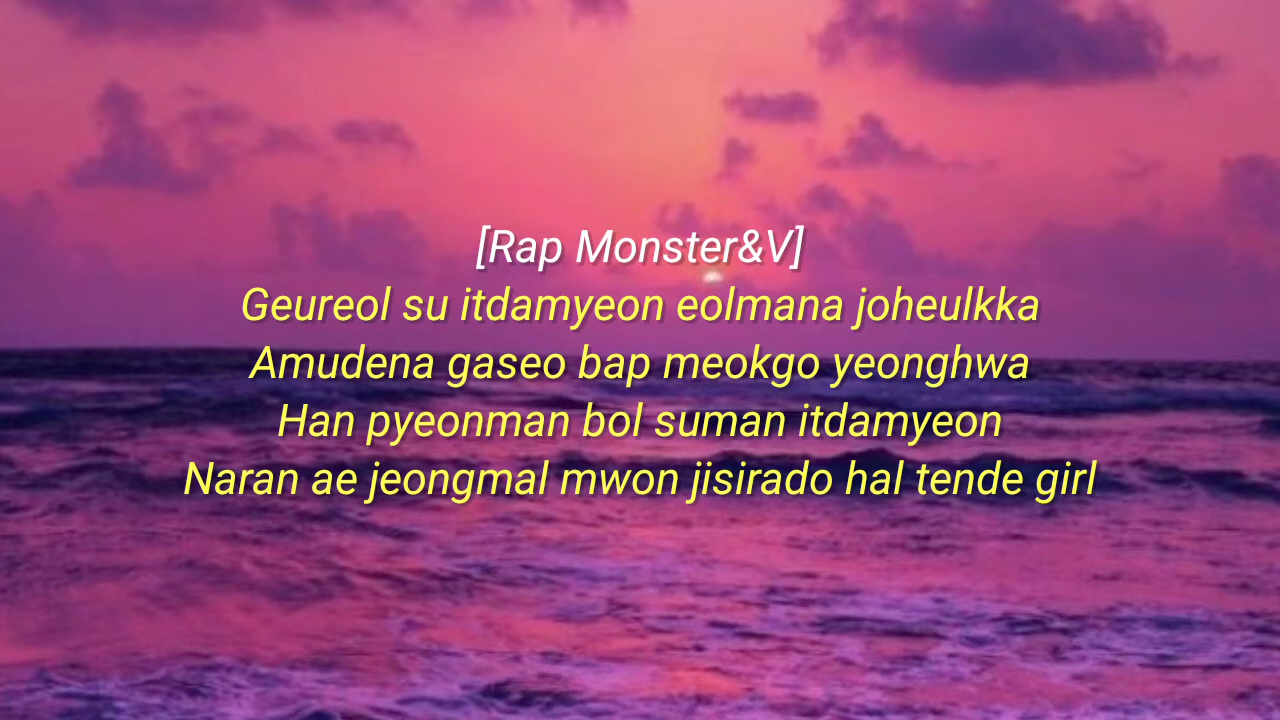 [Rap Monster&V]
Geureol su itdamyeon eolmana joheulkka
Amudena gaseo bap meokgo yeonghwa
Han pyeonman bol suman itdamyeon
Naran ae jeongmal mwon jisirado hal tende girl